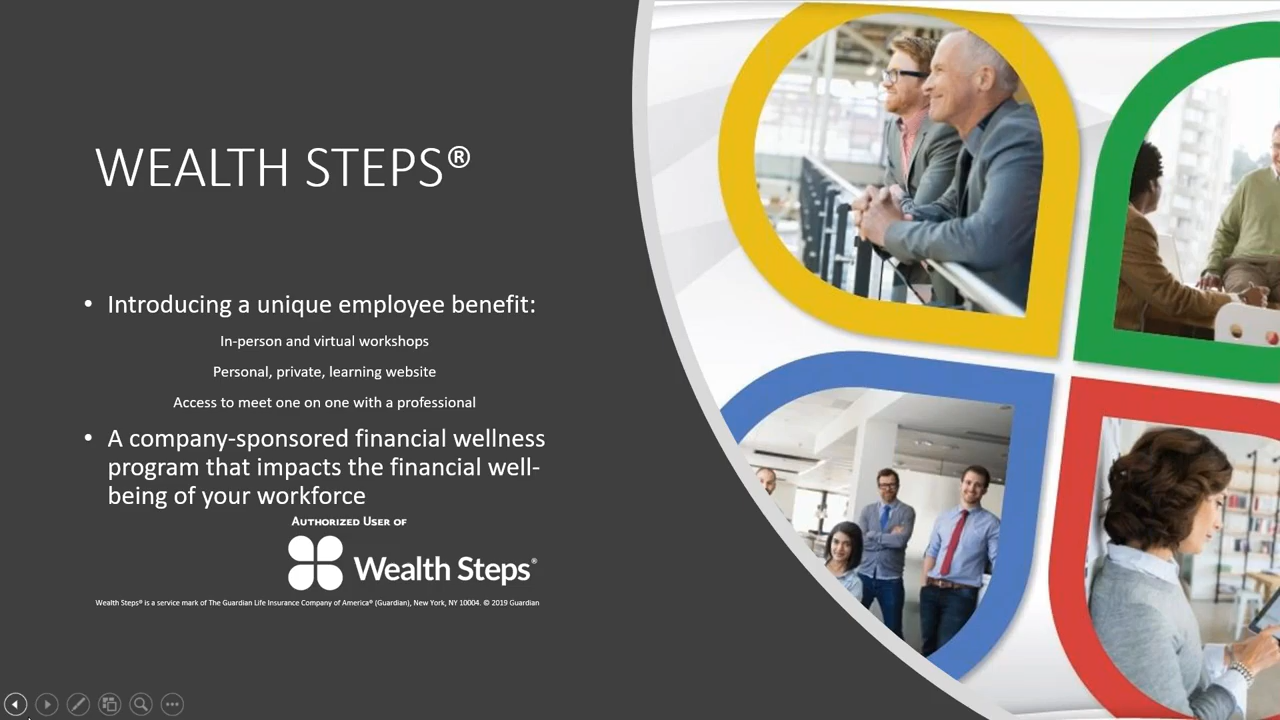 WEALTH STEPS®
• Introducing a unique employee benefit:
In-person and virtual workshops
Personal, private, learning website
Access to meet one on one with a professional
• A company-sponsored financial wellness
program that impacts the financial well-
being of your workforce
Authorized User of
Wealth Steps®
Wealth Steps® is a service mark of The Guardian Life Insurance Company of America® (Guardian), New York, NY 10004. © 2019 Guardian